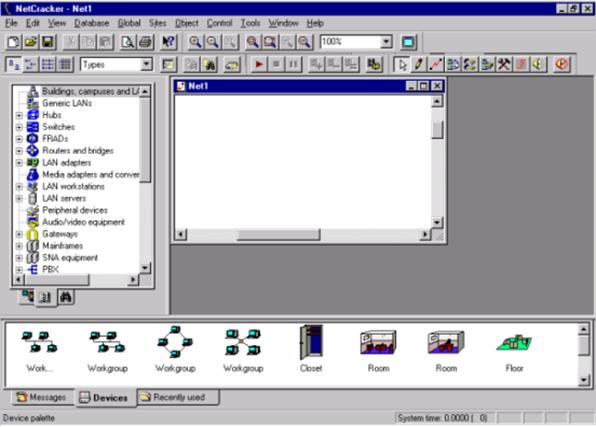 NetCracker - Net1
File Edit View Database Global Sites Object Control Tools Window Help
100%
Types
Buildings, campuses and LA
Generic LANs
Hubs
Switches
FRADs
Routers and bridges
LAN adapters
Media adapters and conver
LAN workstations
LAN servers
Peripheral devices
Audio/video equipment
Gateways
Mainframes
SNA equipment
PBX
Net1
Work... Workgroup Workgroup Workgroup Closet Room Room Floor
Messages Devices Recently used
Device palette System time: 0.0000 ( 0)